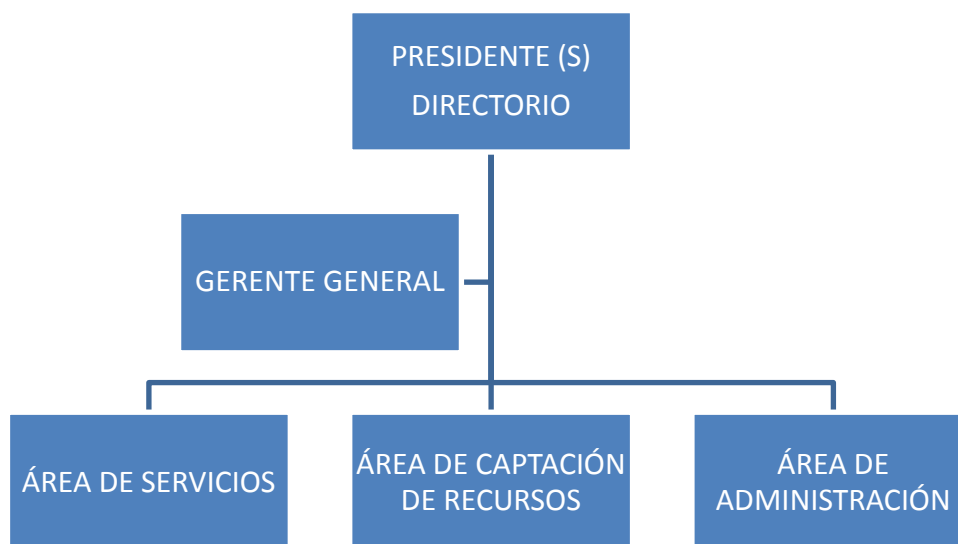 PRESIDENTE (S)
DIRECTORIO
GERENTE GENERAL
ÁREA DE SERVICIOS
ÁREA DE CAPTACIÓN
DE RECURSOS
ÁREA DE
ADMINISTRACIÓN